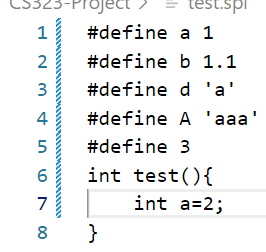 CS323-Project > test.spl
1 #define a 1
2 #define b 1.1
3 #define d 'a'
4 #define A 'aaa'
5 #define 3
6 int test(){
7     int a=2;
8 }